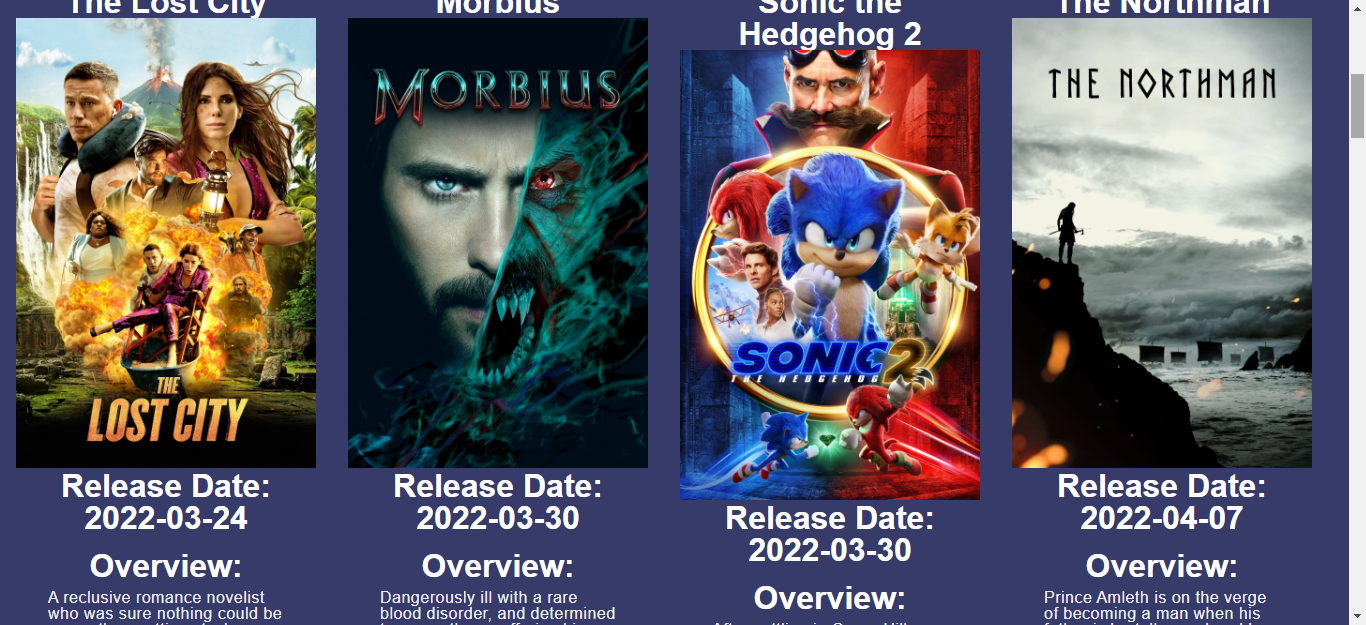 The Lost City
Morbius
Sonic the
Hedgehog 2
The Northman
MORBIUS
THE NORTHMAN
SONIC 2
THE HEDGEHOG
THE
LOST CITY
Release Date:
2022-03-24
Overview:
A reclusive romance novelist
who was sure nothing could be
Release Date:
2022-03-30
Overview:
Dangerously ill with a rare
blood disorder, and determined
Release Date:
2022-03-30
Overview:
Release Date:
2022-04-07
Overview:
Prince Amleth is on the verge
of becoming a man when his